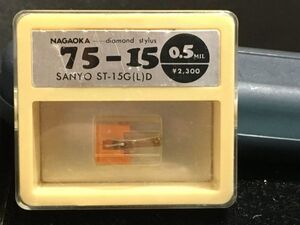 NAGAOKA diamond stylus
75-15
0.5 MIL
¥2,300
SANYO ST-15G(L)D